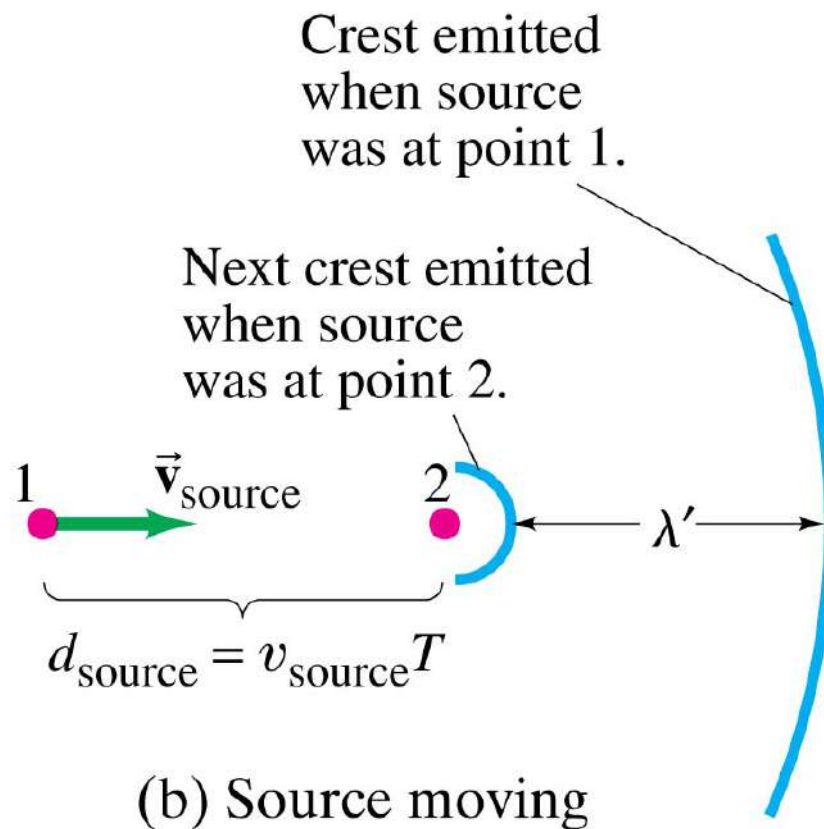 Crest emitted
when source
was at point 1.
Next crest emitted
when source
was at point 2.
1
v⃗source
2
λ′
dsource = vsourceT
(b) Source moving